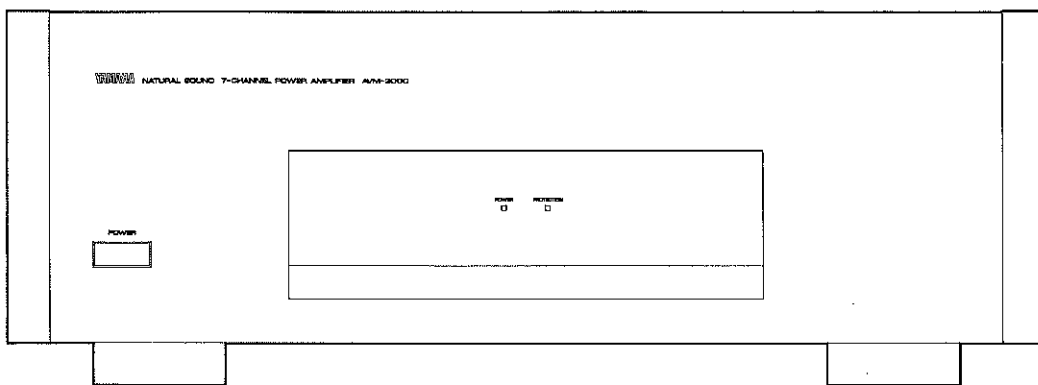 YAMAHA NATURAL SOUND 7-CHANNEL POWER AMPLIFIER AVM-3000
POWER PROTECTION
POWER